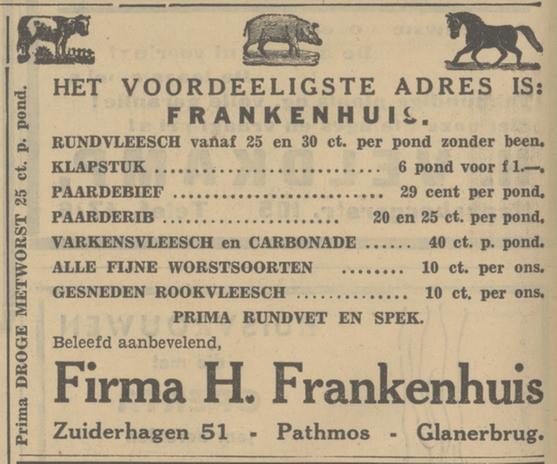 HET VOORDEELIGSTE ADRES IS:
FRANKENHUIS.
RUNDVLEESCH vanaf 25 en 30 ct. per pond zonder been.
KLAPSTUK .............................. 6 pond voor f 1.—.
PAARDEBIEF .............................. 29 cent per pond.
PAARDERIB ........................ 20 en 25 ct. per pond.
VARKENSVLEESCH en CARBONADE ...... 40 ct. p. pond.
ALLE FIJNE WORSTSOORTEN ........ 10 ct. per ons.
GESNEDEN ROOKVLEESCH .............. 10 ct. per ons.
PRIMA RUNDVET EN SPEK.
Beleefd aanbevelend,
Firma H. Frankenhuis
Zuiderhagen 51 - Pathmos - Glanerbrug.
Prima DROGE METWORST 25 ct. p. pond.